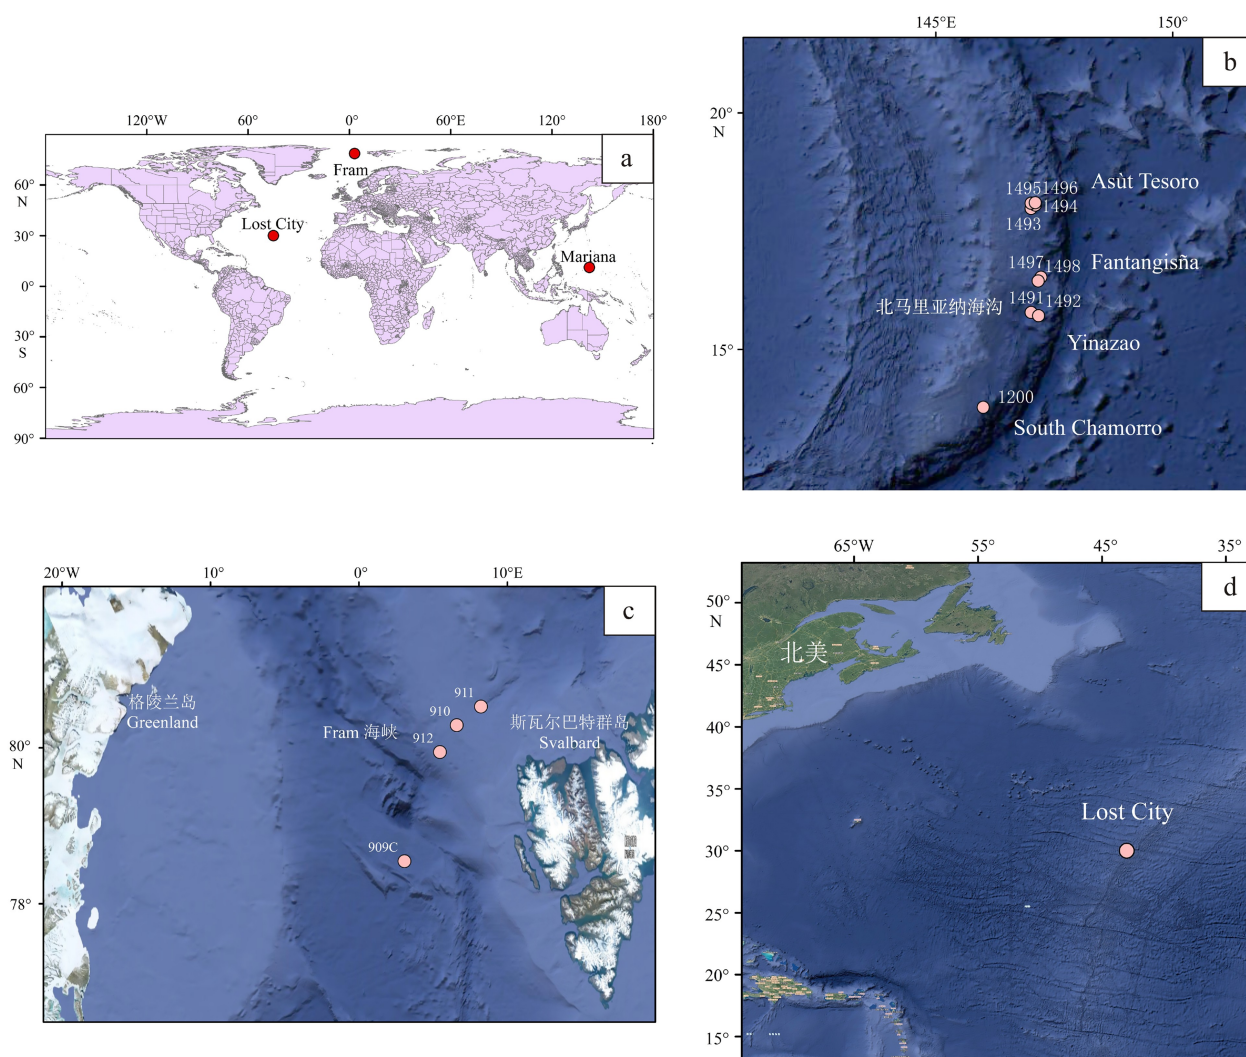 120°W 60° 0° 60°E 120° 180°
a
60°
N
30°
0°
30°
S
60°
90°
Fram
Lost City
Mariana
145°E 150°
b
20°
N
15°
14951496
1494
1493
Asùt Tesoro
1497
1498
Fantangisña
1491 1492
北马里亚纳海沟
Yinazao
1200
South Chamorro
20°W 10° 0° 10°E
c
80°
N
78°
格陵兰岛
Greenland
Fram 海峡
911
910
912
909C
斯瓦尔巴特群岛
Svalbard
65°W 55° 45° 35°
d
50°
N
45°
40°
35°
30°
25°
20°
15°
北美
Lost City